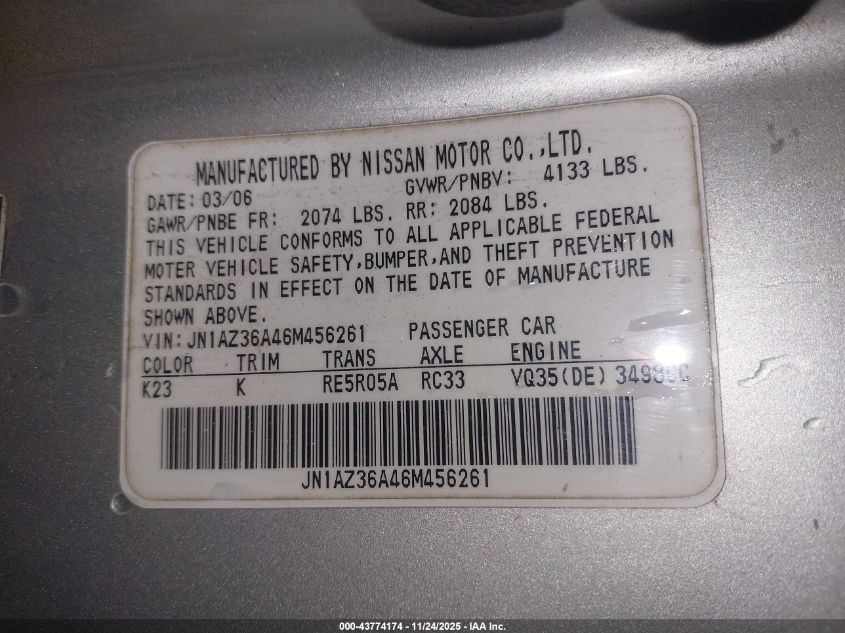 MANUFACTURED BY NISSAN MOTOR CO.,LTD.
DATE: 03/06 GVWR/PNBV: 4133 LBS.
GAWR/PNBE FR: 2074 LBS. RR: 2084 LBS.
THIS VEHICLE CONFORMS TO ALL APPLICABLE FEDERAL
MOTER VEHICLE SAFETY,BUMPER,AND THEFT PREVENTION
STANDARDS IN EFFECT ON THE DATE OF MANUFACTURE
SHOWN ABOVE.
VIN:JN1AZ36A46M456261 PASSENGER CAR
COLOR TRIM TRANS AXLE ENGINE
K23 K RE5R05A RC33 VQ35(DE)
JN1AZ36A46M456261
000-43774174 - 11/24/2025 - IAA Inc.